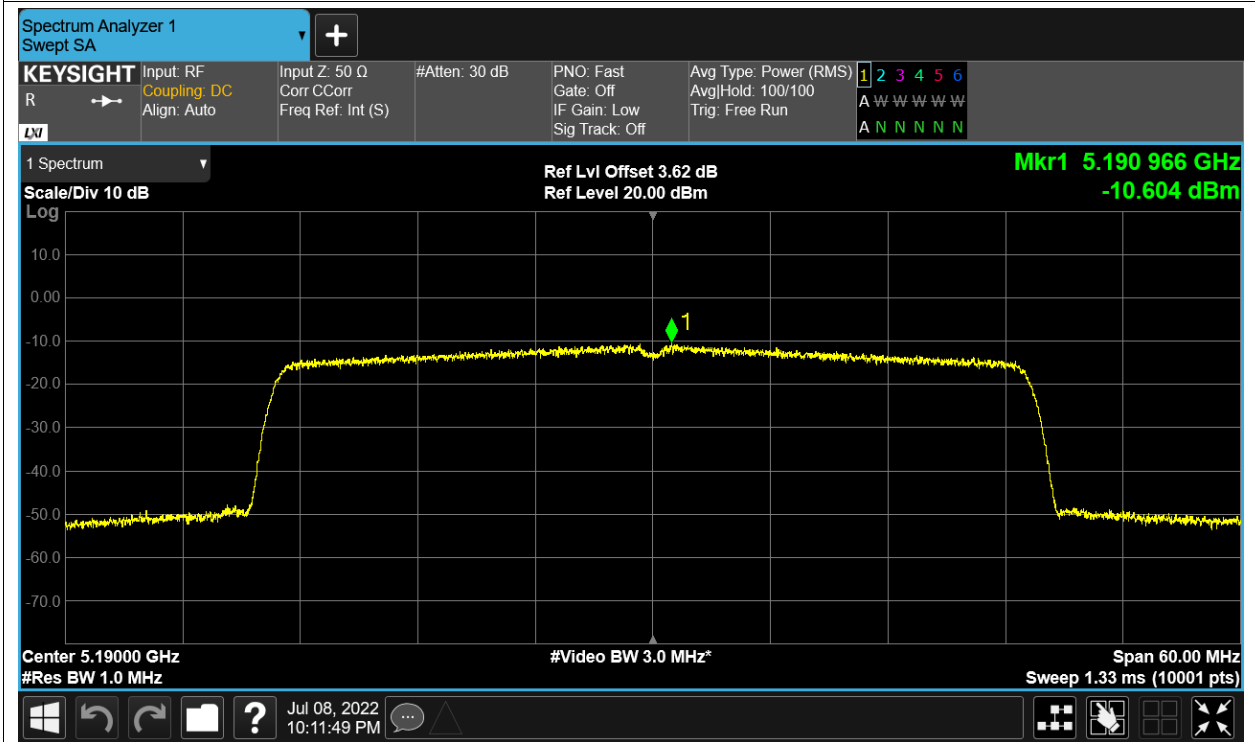 Spectrum Analyzer 1
Swept SA
KEYSIGHT
R
LXI
Input: RF
Coupling: DC
Align: Auto
Input Z: 50 Ω
Corr CCorr
Freq Ref: Int (S)
#Atten: 30 dB
PNO: Fast
Gate: Off
IF Gain: Low
Sig Track: Off
Avg Type: Power (RMS)
Avg|Hold: 100/100
Trig: Free Run
1 2 3 4 5 6
A W W W W W
A N N N N N
1 Spectrum
Scale/Div 10 dB
Log
Ref Lvl Offset 3.62 dB
Ref Level 20.00 dBm
Mkr1 5.190 966 GHz
-10.604 dBm
10.0
0.00
1
-10.0
-20.0
-30.0
-40.0
-50.0
-60.0
-70.0
Center 5.19000 GHz
#Res BW 1.0 MHz
#Video BW 3.0 MHz*
Span 60.00 MHz
Sweep 1.33 ms (10001 pts)
?
Jul 08, 2022
10:11:49 PM